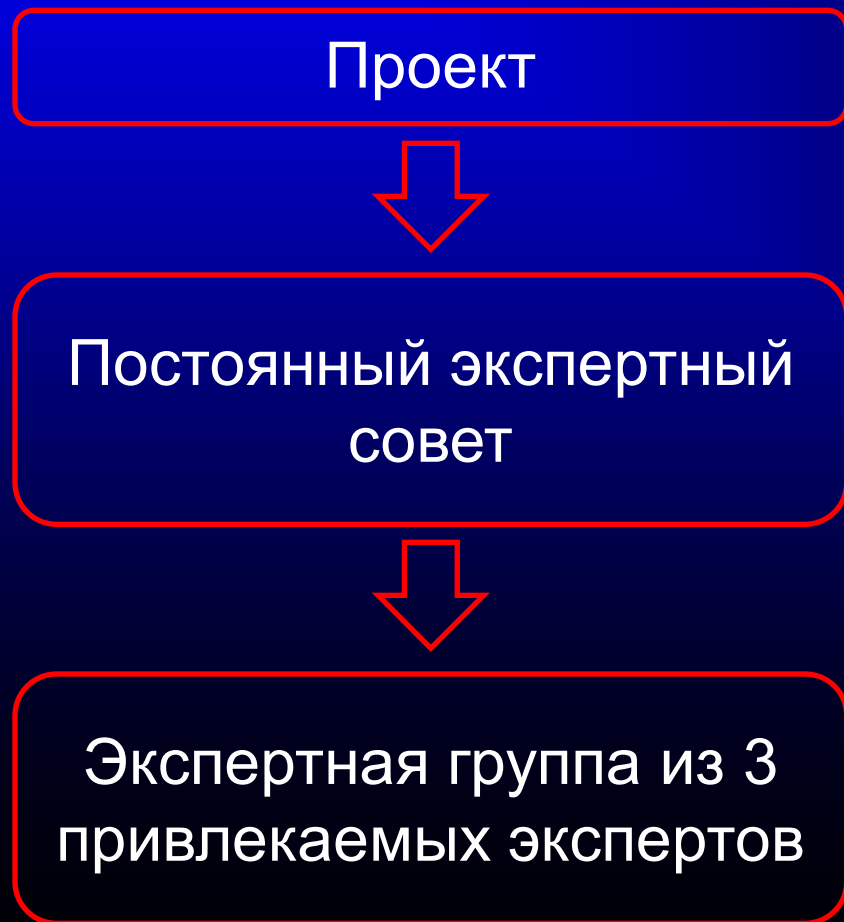 Проект
Постоянный экспертный
совет
Экспертная группа из 3
привлекаемых экспертов